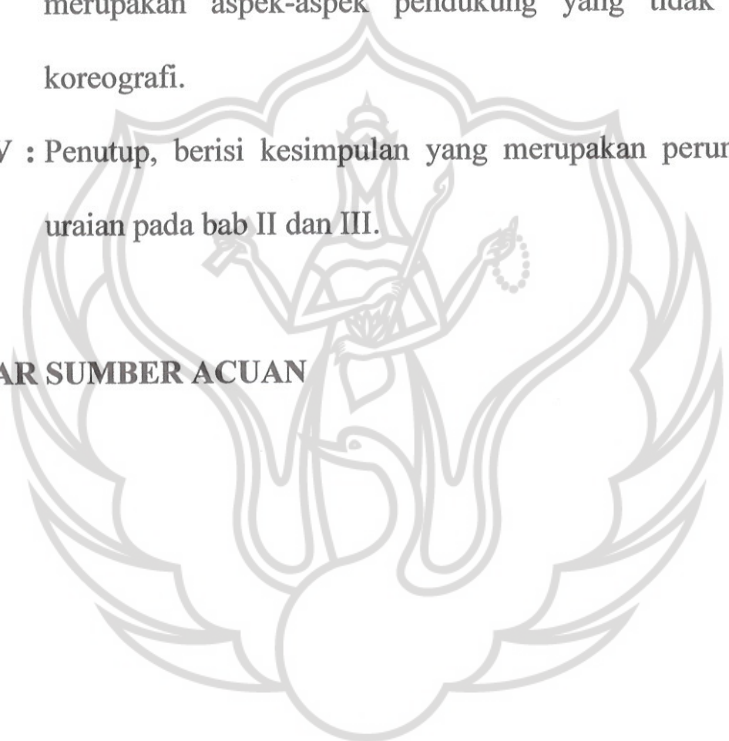 merupakan aspek-aspek pendukung yang tidak
koreografi.
V : Penutup, berisi kesimpulan yang merupakan perum
uraian pada bab II dan III.
AR SUMBER ACUAN